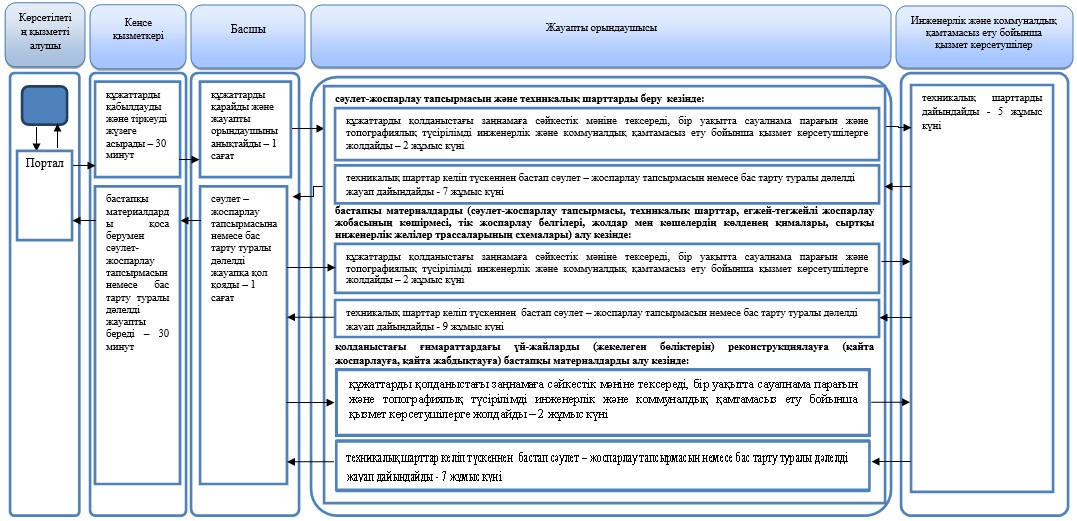 Көрсетілеті
ң қызметті
алушы
Кеңсе
қызметкері
Басшы
Жауапты орындаушысы
Инженерлік және коммуналдық
қамтамасыз ету бойынша
қызмет көрсетушілер
Портал
құжаттарды
қабылдауды
және тіркеуді
жүзеге
асырады – 30
минут
бастапқы
материалдард
ы қоса
берумен
сәулет-
жоспарлау
тапсырмасын
немесе бас
тарту туралы
дәлелді
жауапты
береді – 30
минут
құжаттарды
қарайды және
жауапты
орындаушыны
анықтайды – 1
сағат
сәулет –
жоспарлау
тапсырмасына
немесе бас
тарту туралы
дәлелді
жауапқа қол
қояды – 1
сағат
сәулет-жоспарлау тапсырмасын және техникалық шарттарды беру кезінде:
құжаттарды қолданыстағы заңнамаға сәйкестік мәніне тексереді, бір уақытта сауалнама парағын және
топографиялық түсірілімді инженерлік және коммуналдық қамтамасыз ету бойынша қызмет көрсетушілерге
жолдайды – 2 жұмыс күні
техникалық шарттар келіп түскеннен бастап сәулет – жоспарлау тапсырмасын немесе бас тарту туралы дәлелді
жауап дайындайды - 7 жұмыс күні
бастапқы материалдарды (сәулет-жоспарлау тапсырмасы, техникалық шарттар, егжей-тегжейлі жоспарлау
жобасының көшірмесі, тік жоспарлау белгілері, жолдар мен көшелердің көлденең қималары, сыртқы
инженерлік желілер трассаларының схемалары) алу кезінде:
құжаттарды қолданыстағы заңнамаға сәйкестік мәніне тексереді, бір уақытта сауалнама парағын және
топографиялық түсірілімді инженерлік және коммуналдық қамтамасыз ету бойынша қызмет көрсетушілерге
жолдайды – 2 жұмыс күні
техникалық шарттар келіп түскеннен бастап сәулет – жоспарлау тапсырмасын немесе бас тарту туралы дәлелді
жауап дайындайды - 9 жұмыс күні
қолданыстағы ғимараттардағы үй-жайларды (жекелеген бөліктерін) реконструкциялауға (қайта
жоспарлауға, қайта жабдықтауға) бастапқы материалдарды алу кезінде:
құжаттарды қолданыстағы заңнамаға сәйкестік мәніне тексереді, бір уақытта сауалнама парағын
және топографиялық түсірілімді инженерлік және коммуналдық қамтамасыз ету бойынша
қызмет көрсетушілерге жолдайды – 2 жұмыс күні
техникалық шарттар келіп түскеннен бастап сәулет – жоспарлау тапсырмасын немесе бас тарту туралы дәлелді
жауап дайындайды - 7 жұмыс күні
техникалық шарттарды
дайындайды - 5 жұмыс
күні